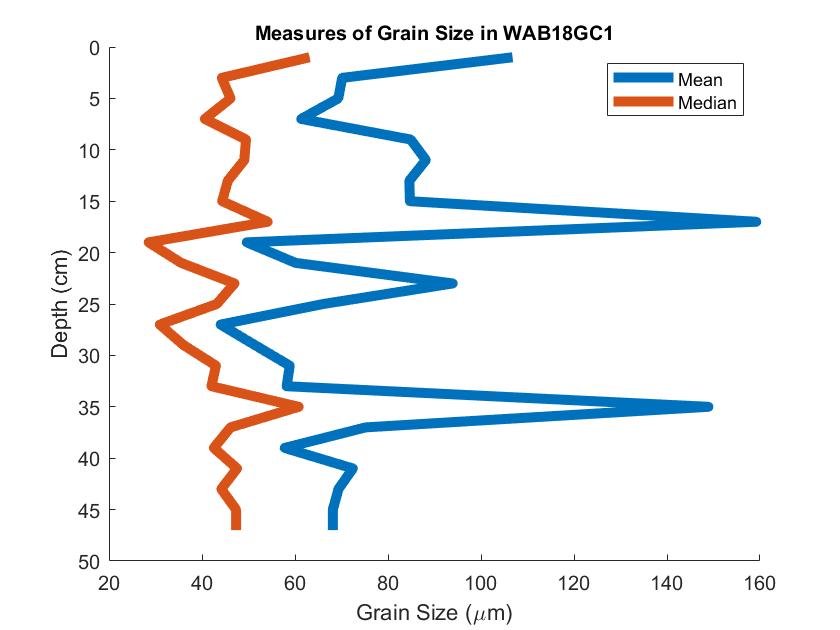 Measures of Grain Size in WAB18GC1
Mean
Median
0
5
10
15
20
25
30
35
40
45
50
Depth (cm)
20 40 60 80 100 120 140 160
Grain Size (μm)